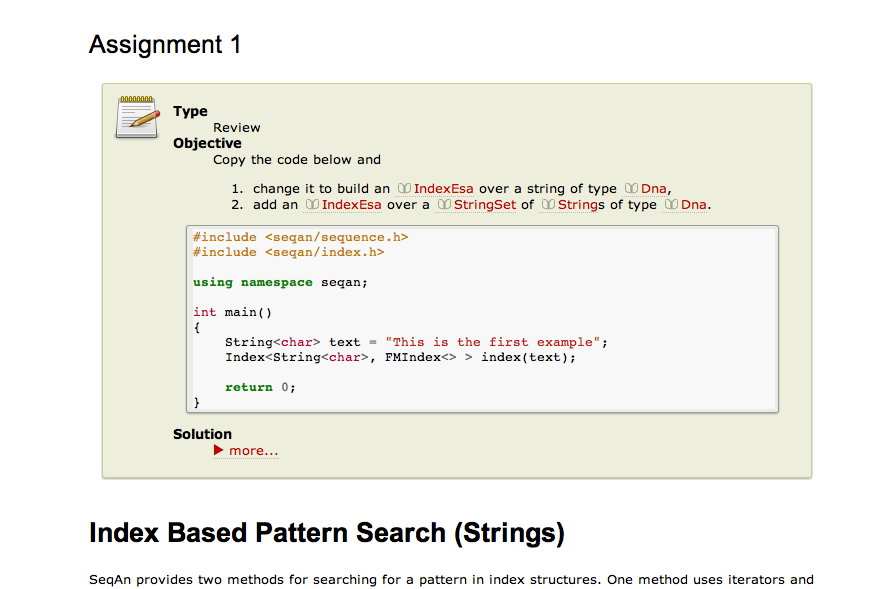 Assignment 1
Type
Review
Objective
Copy the code below and
1. change it to build an IndexEsa over a string of type Dna,
2. add an IndexEsa over a StringSet of Strings of type Dna.
#include <seqan/sequence.h>
#include <seqan/index.h>
using namespace seqan;
int main()
{
    String<char> text = "This is the first example";
    Index<String<char>, FMIndex<> > index(text);
    return 0;
}
Solution
more...
Index Based Pattern Search (Strings)
SeqAn provides two methods for searching for a pattern in index structures. One method uses iterators and